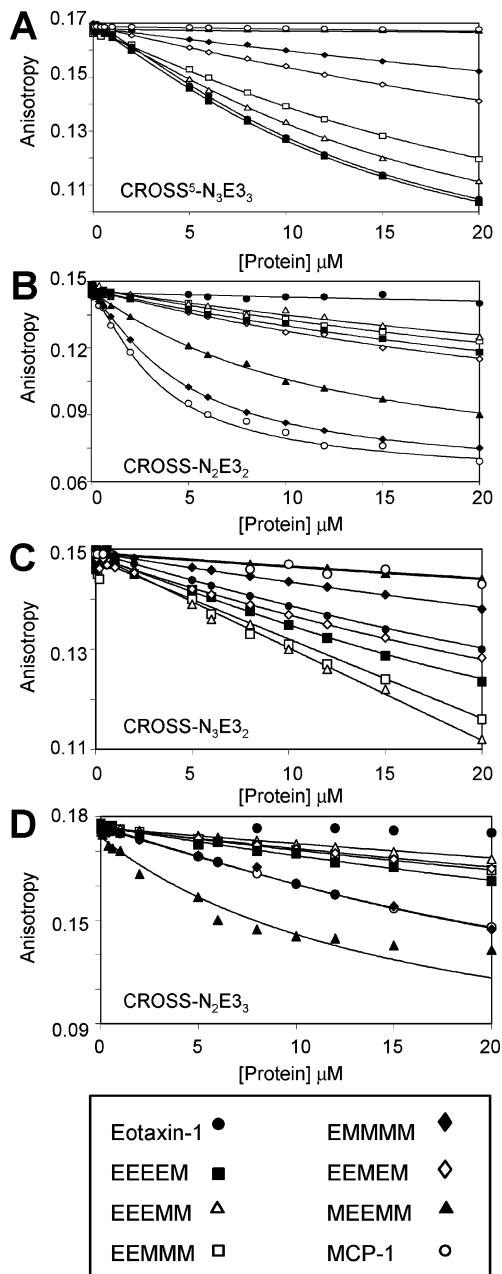 A
0.17
0.15
0.13
0.11
Anisotropy
CROSS⁵-N₃E3₃
0 5 10 15 20
[Protein] μM
B
0.15
0.12
0.09
0.06
Anisotropy
CROSS-N₂E3₂
0 5 10 15 20
[Protein] μM
C
0.15
0.13
0.11
Anisotropy
CROSS-N₃E3₂
0 5 10 15 20
[Protein] μM
D
0.18
0.15
0.09
Anisotropy
CROSS-N₂E3₃
0 5 10 15 20
[Protein] μM
Eotaxin-1 EMMMM
EEEEM EEMEM
EEEMM MEEMM
EEMMM MCP-1